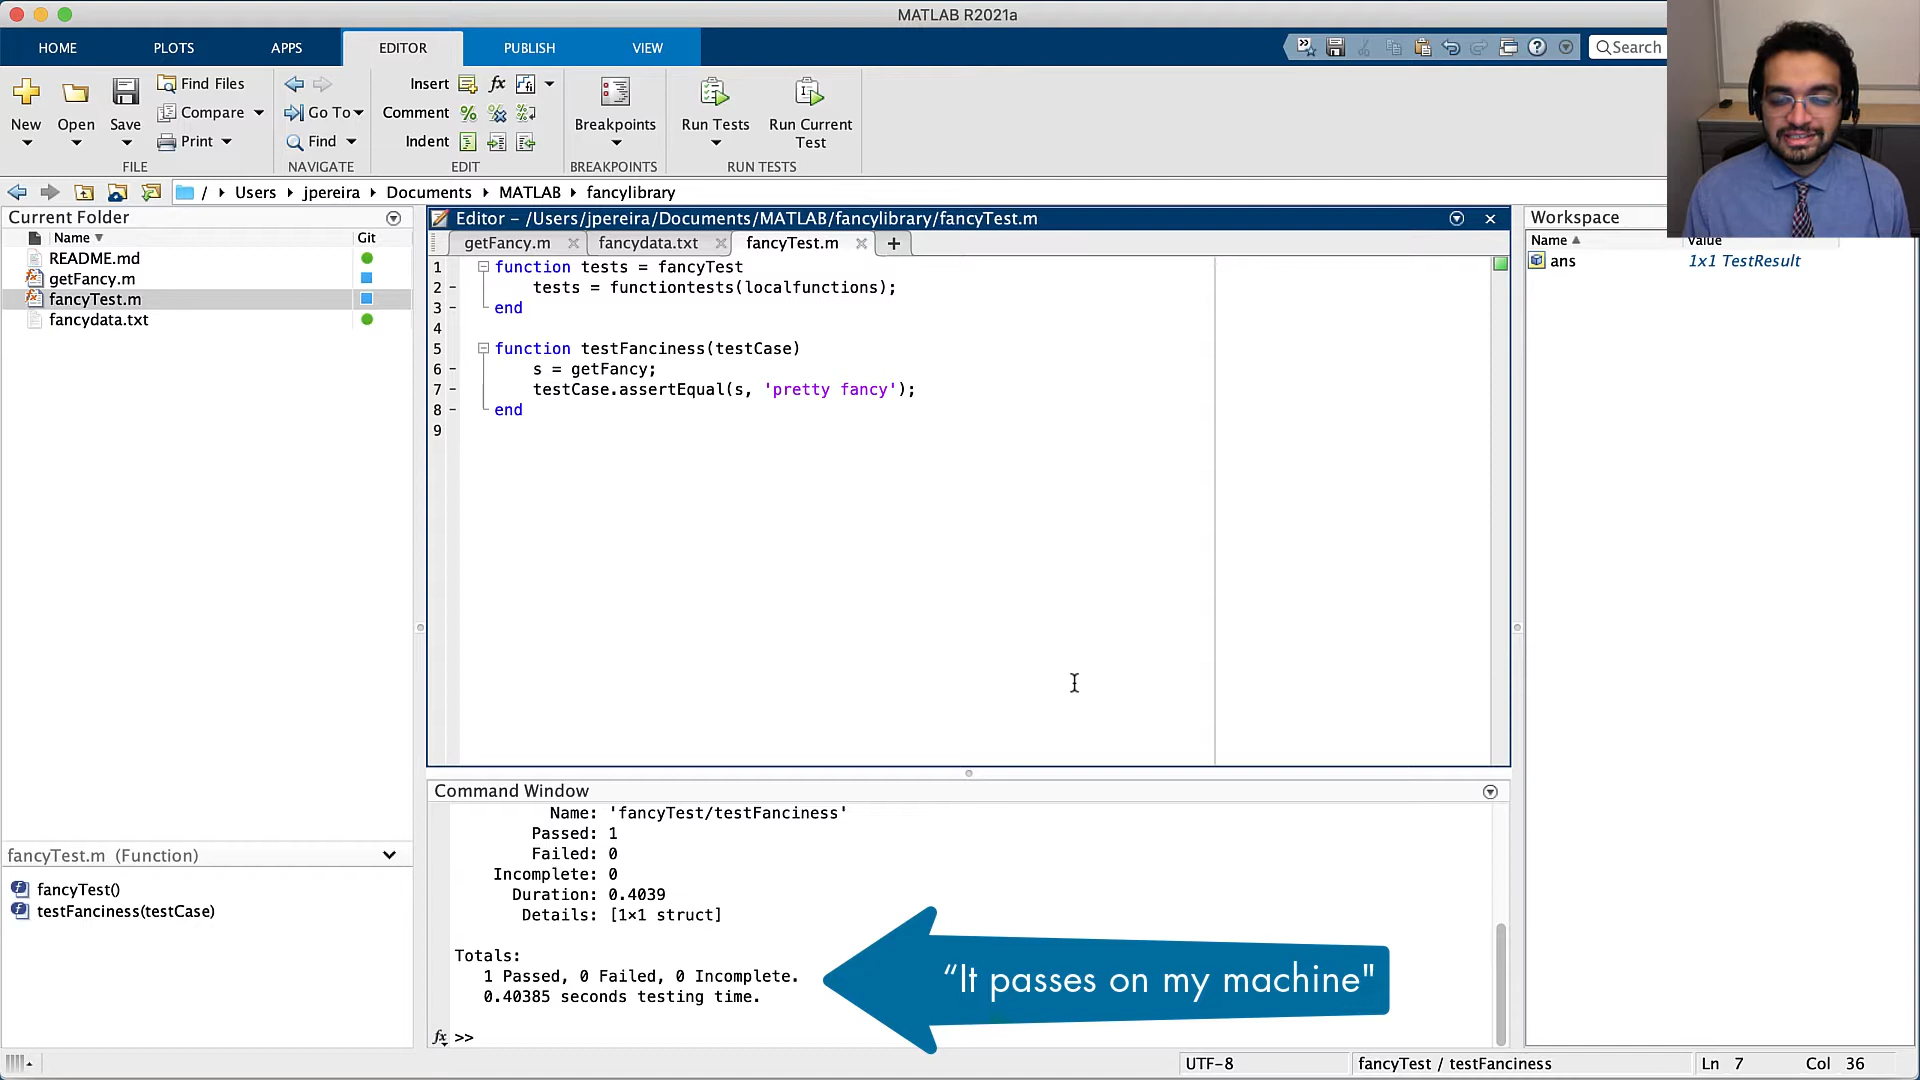 MATLAB R2021a
HOME PLOTS APPS EDITOR PUBLISH VIEW
Search
New Open Save
Find Files
Compare
Print
FILE
Go To
Find
NAVIGATE
Insert
Comment
Indent
EDIT
Breakpoints
BREAKPOINTS
Run Tests
Run Current Test
RUN TESTS
/ Users jpereira Documents MATLAB fancylibrary
Current Folder
Name Git
README.md
getFancy.m
fancyTest.m
fancydata.txt
fancyTest.m (Function)
fancyTest()
testFanciness(testCase)
Editor – /Users/jpereira/Documents/MATLAB/fancylibrary/fancyTest.m
getFancy.m fancydata.txt fancyTest.m +
1 function tests = fancyTest
2 - tests = functiontests(localfunctions);
3 - end
4
5 function testFanciness(testCase)
6 - s = getFancy;
7 - testCase.assertEqual(s, 'pretty fancy');
8 - end
9
Command Window
Name: 'fancyTest/testFanciness'
Passed: 1
Failed: 0
Incomplete: 0
Duration: 0.4039
Details: [1×1 struct]
Totals:
1 Passed, 0 Failed, 0 Incomplete.
0.40385 seconds testing time.
fx >>
“It passes on my machine"
Workspace
Name Value
ans 1x1 TestResult
UTF-8 fancyTest / testFanciness Ln 7 Col 36